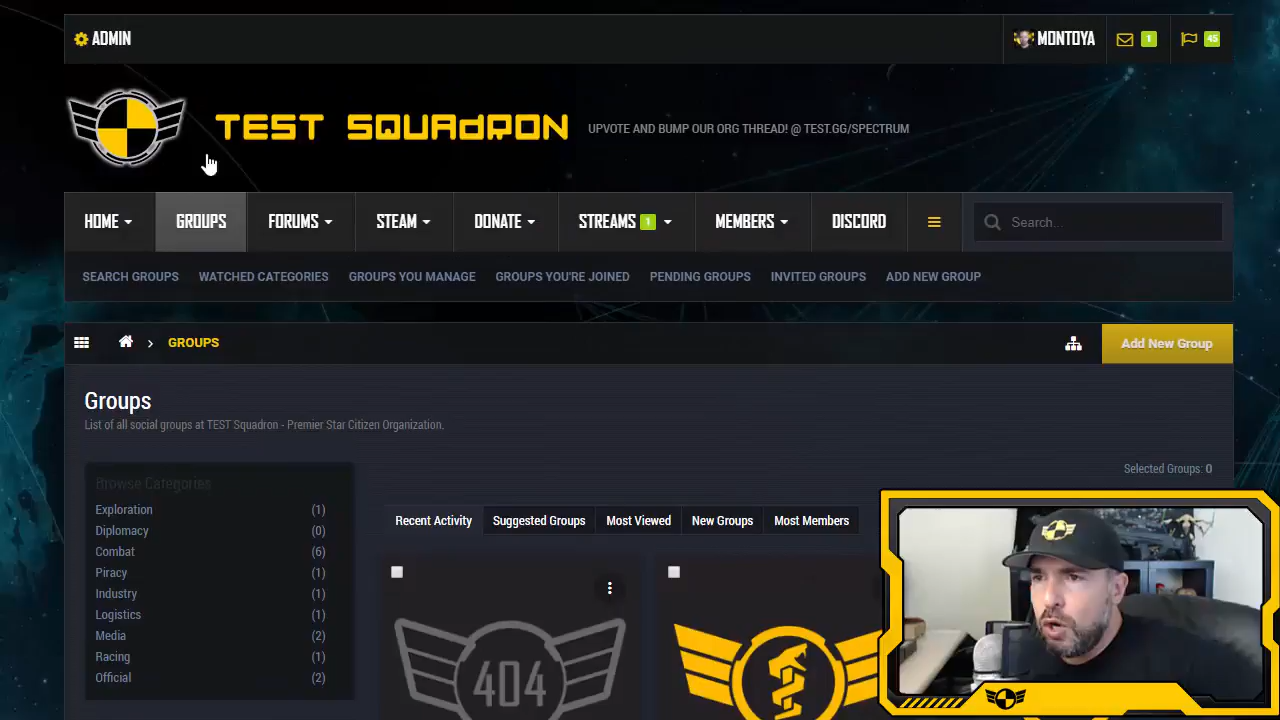 ADMIN
MONTOYA
1
45
TEST SQUAdRON
UPVOTE AND BUMP OUR ORG THREAD! @ TEST.GG/SPECTRUM
HOME
GROUPS
FORUMS
STEAM
DONATE
STREAMS 1
MEMBERS
DISCORD
Search...
SEARCH GROUPS
WATCHED CATEGORIES
GROUPS YOU MANAGE
GROUPS YOU'RE JOINED
PENDING GROUPS
INVITED GROUPS
ADD NEW GROUP
GROUPS
Add New Group
Groups
List of all social groups at TEST Squadron - Premier Star Citizen Organization.
Selected Groups: 0
Browse Categories
Exploration (1)
Diplomacy (0)
Combat (6)
Piracy (1)
Industry (1)
Logistics (1)
Media (2)
Racing (1)
Official (2)
Recent Activity
Suggested Groups
Most Viewed
New Groups
Most Members
404